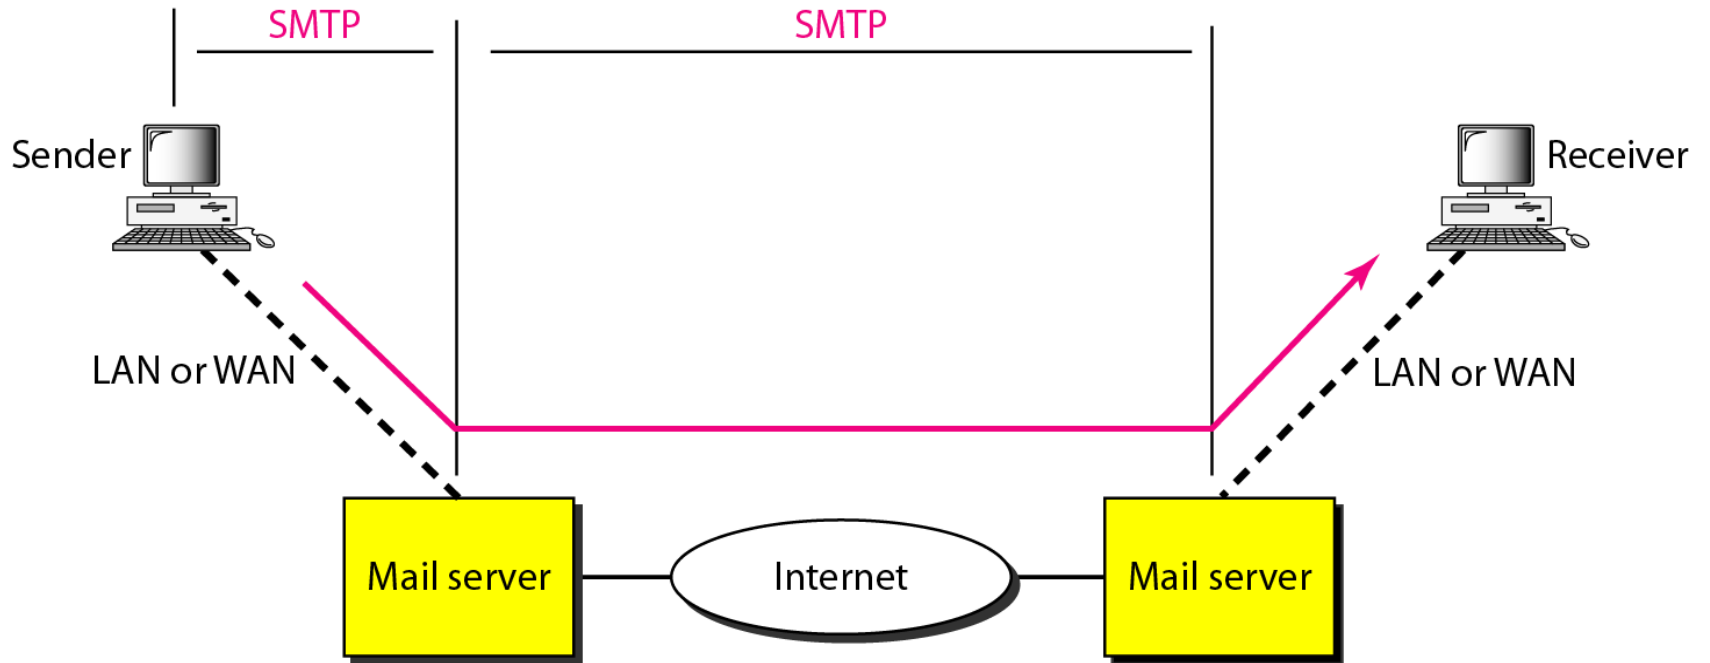 SMTP
SMTP
Sender
Receiver
LAN or WAN
LAN or WAN
Mail server
Internet
Mail server